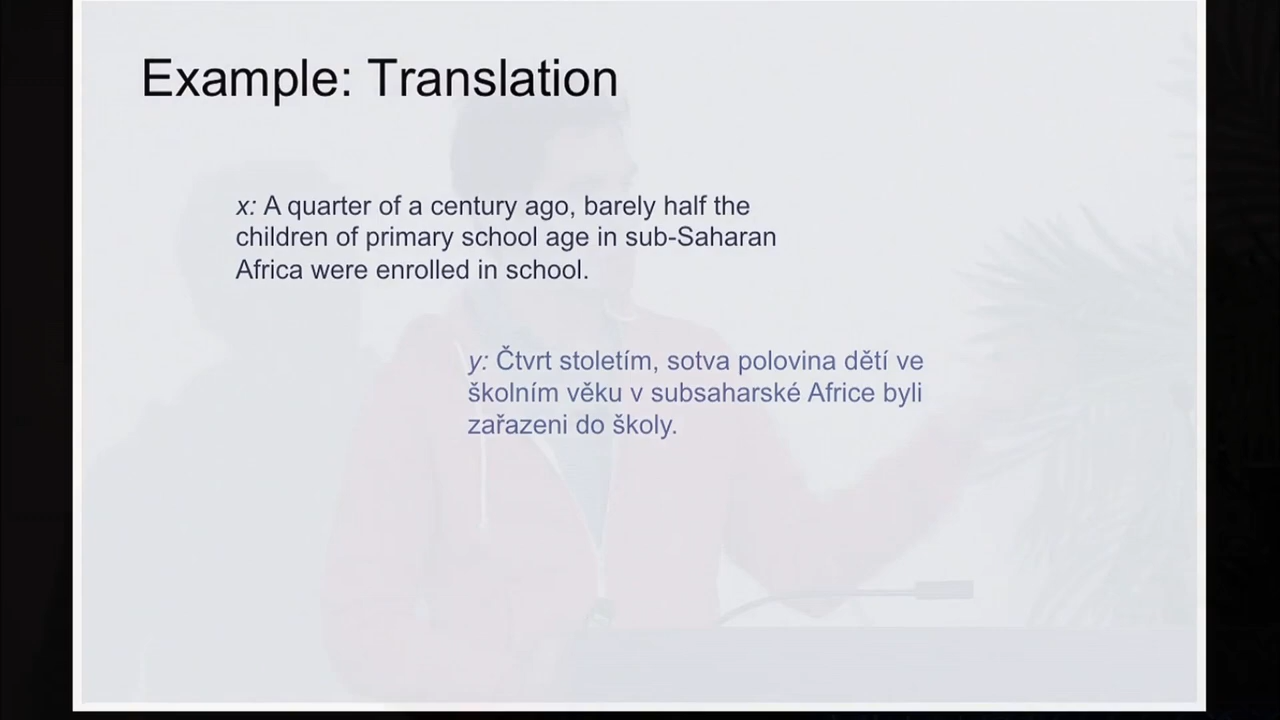 Example: Translation
x: A quarter of a century ago, barely half the
children of primary school age in sub-Saharan
Africa were enrolled in school.
y: Čtvrt stoletím, sotva polovina dětí ve
školním věku v subsaharské Africe byli
zařazeni do školy.